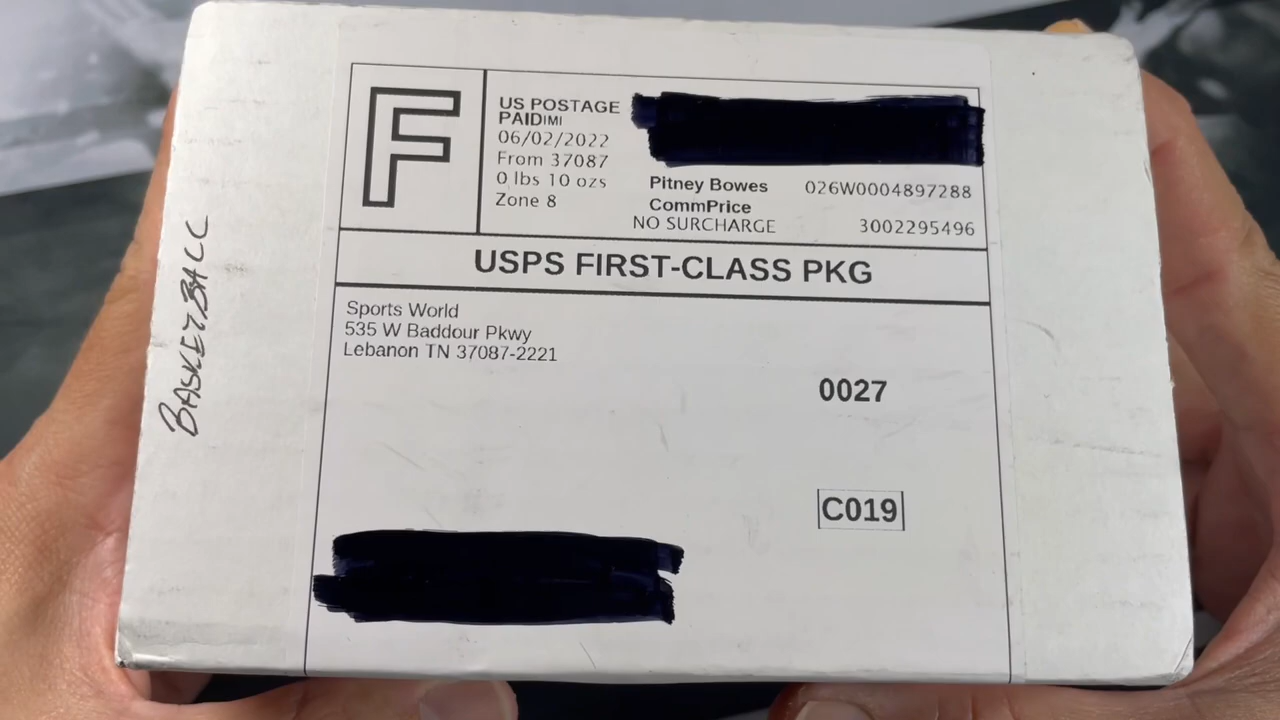 F
US POSTAGE
PAID IMI
06/02/2022
From 37087
0 lbs 10 ozs
Zone 8
Pitney Bowes 026W0004897288
CommPrice
NO SURCHARGE 3002295496
USPS FIRST-CLASS PKG
Sports World
535 W Baddour Pkwy
Lebanon TN 37087-2221
0027
C019
BASKETBALL